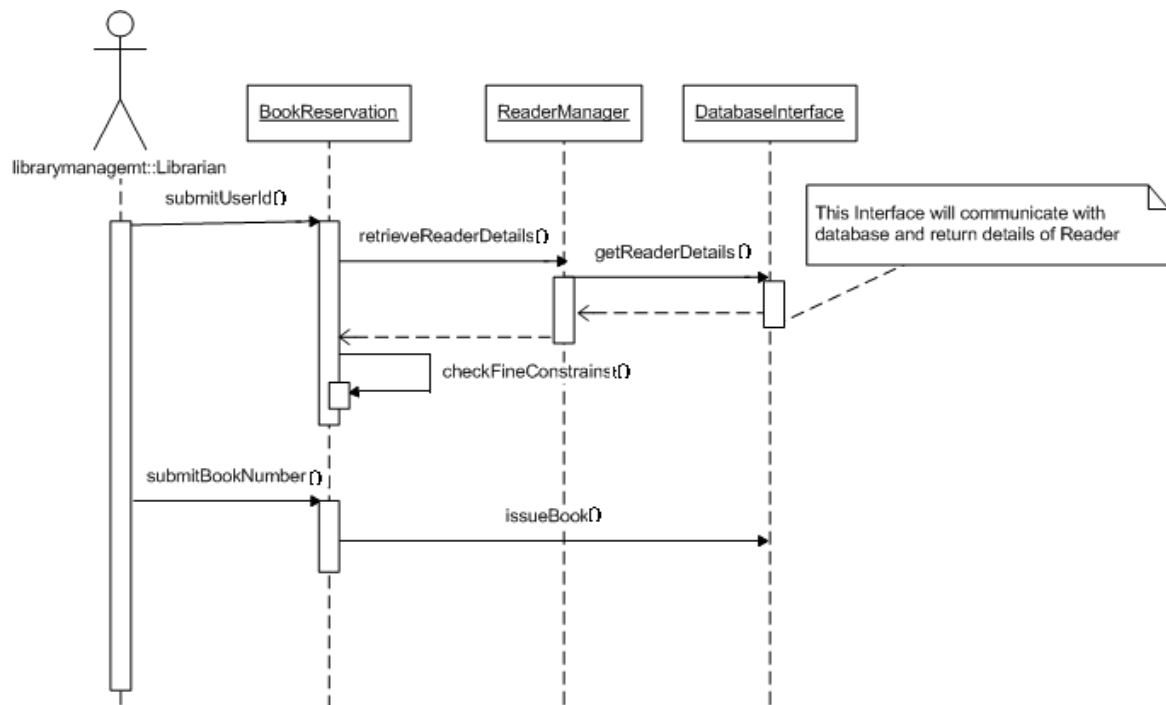 BookReservation
ReaderManager
DatabaseInterface
librarymanagemt::Librarian
submitUserId()
This Interface will communicate with
database and return details of Reader
retrieveReaderDetails()
getReaderDetails()
checkFineConstrains()
submitBookNumber()
issueBook()